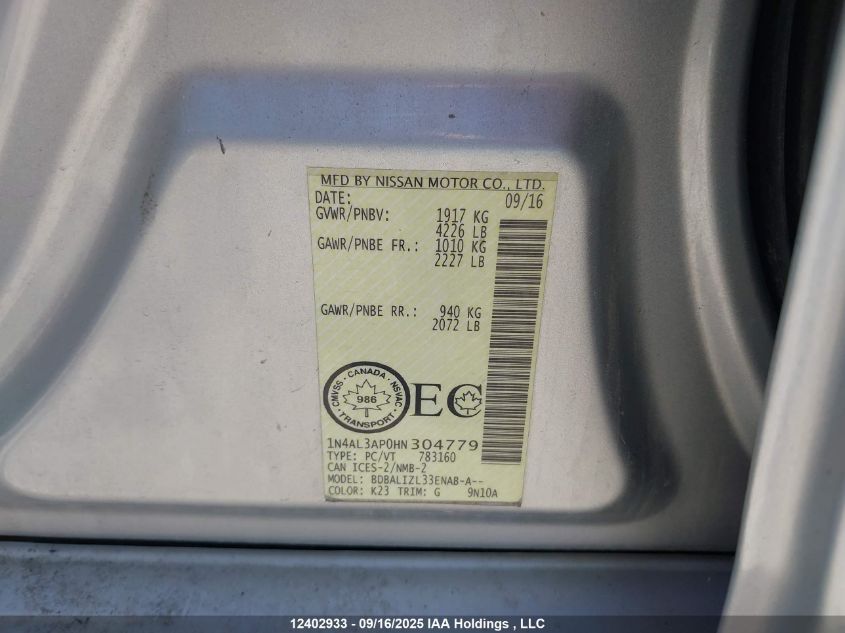 MFD BY NISSAN MOTOR CO., LTD.
DATE: 09/16
GVWR/PNBV: 1917 KG
4226 LB
GAWR/PNBE FR.: 1010 KG
2227 LB
GAWR/PNBE RR.: 940 KG
2072 LB
CMVSS · CANADA · NSVAC
986
TRANSPORT
EC
1N4AL3AP0HN304779
TYPE: PC/VT 783160
CAN ICES-2/NMB-2
MODEL: BDBALIZL33ENAB-A--
COLOR: K23 TRIM: G 9N10A
12402933 - 09/16/2025 IAA Holdings , LLC